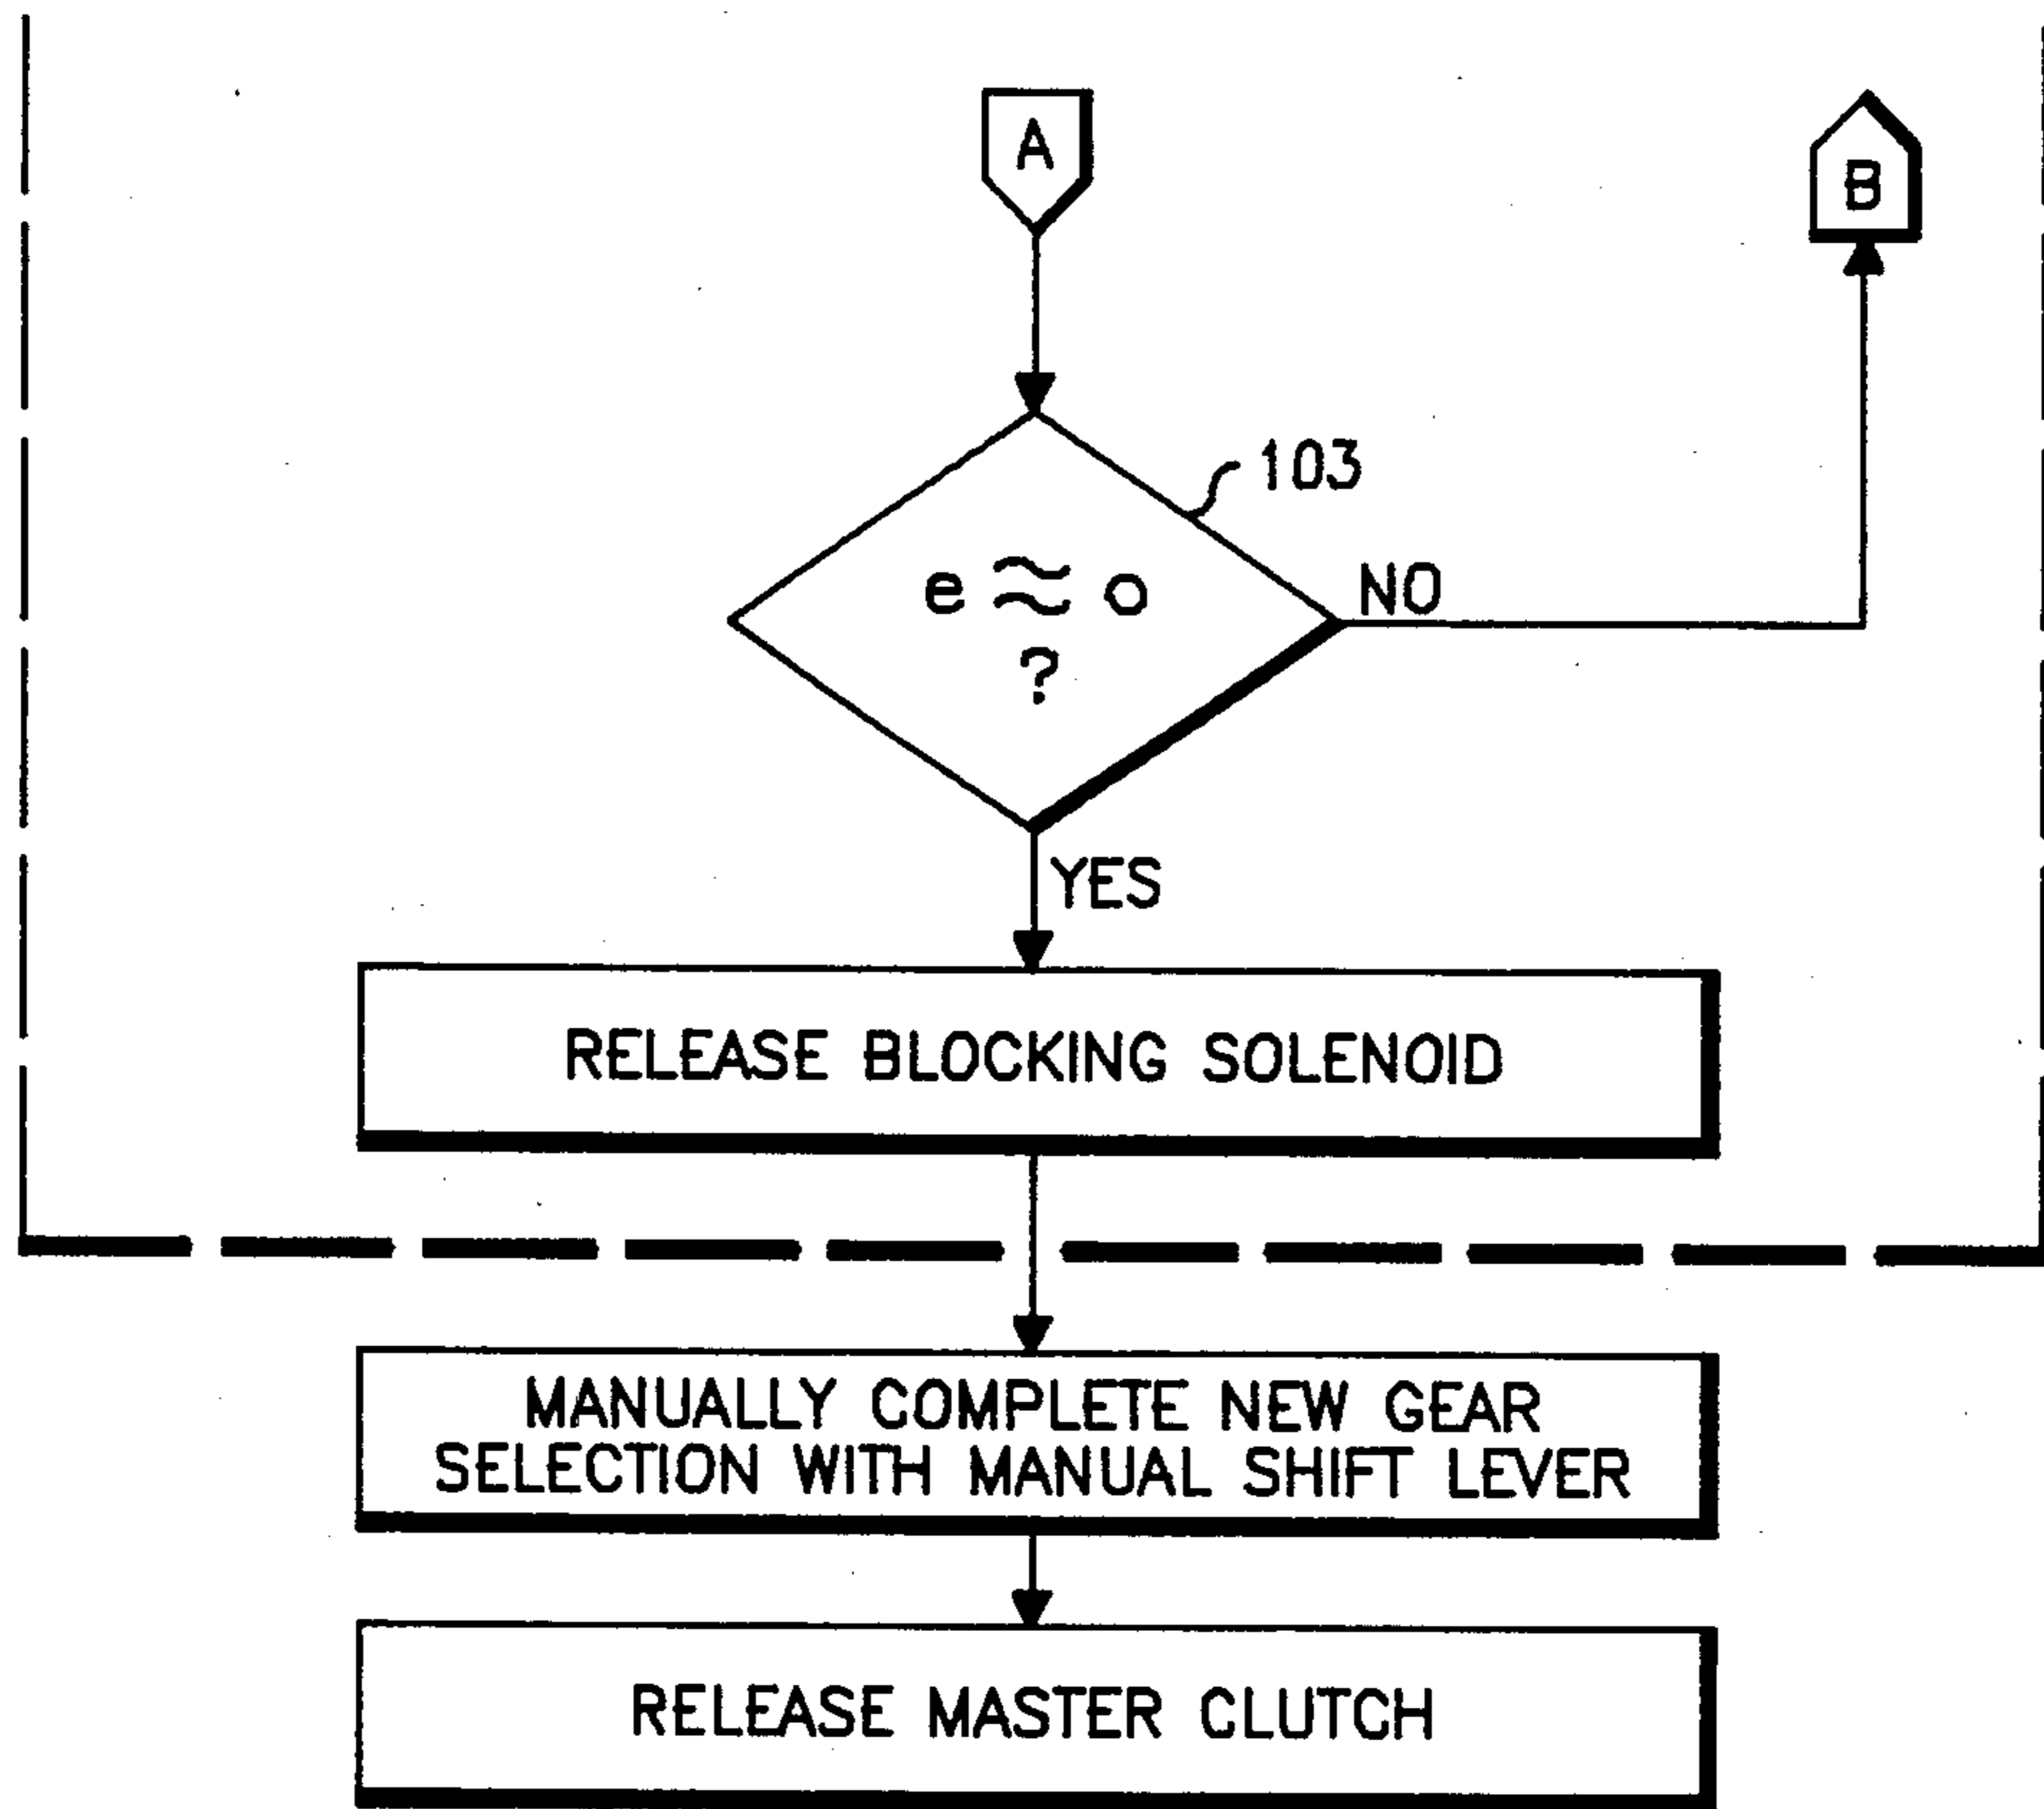 A
B
103
e ≈ o
?
NO
YES
RELEASE BLOCKING SOLENOID
MANUALLY COMPLETE NEW GEAR
SELECTION WITH MANUAL SHIFT LEVER
RELEASE MASTER CLUTCH